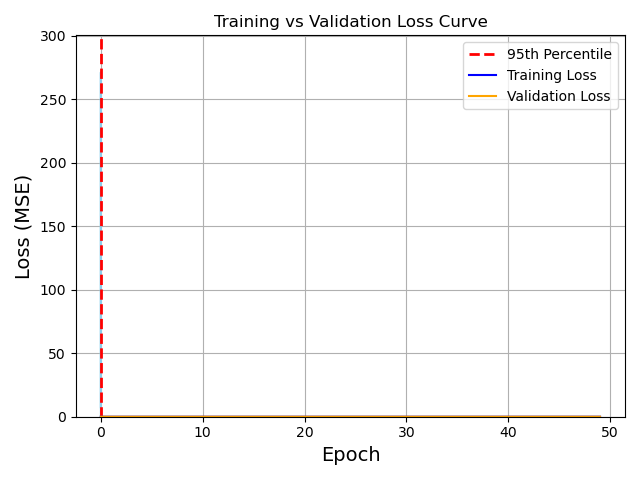 Training vs Validation Loss Curve
300
250
200
150
100
50
0
Loss (MSE)
95th Percentile
Training Loss
Validation Loss
0 10 20 30 40 50
Epoch